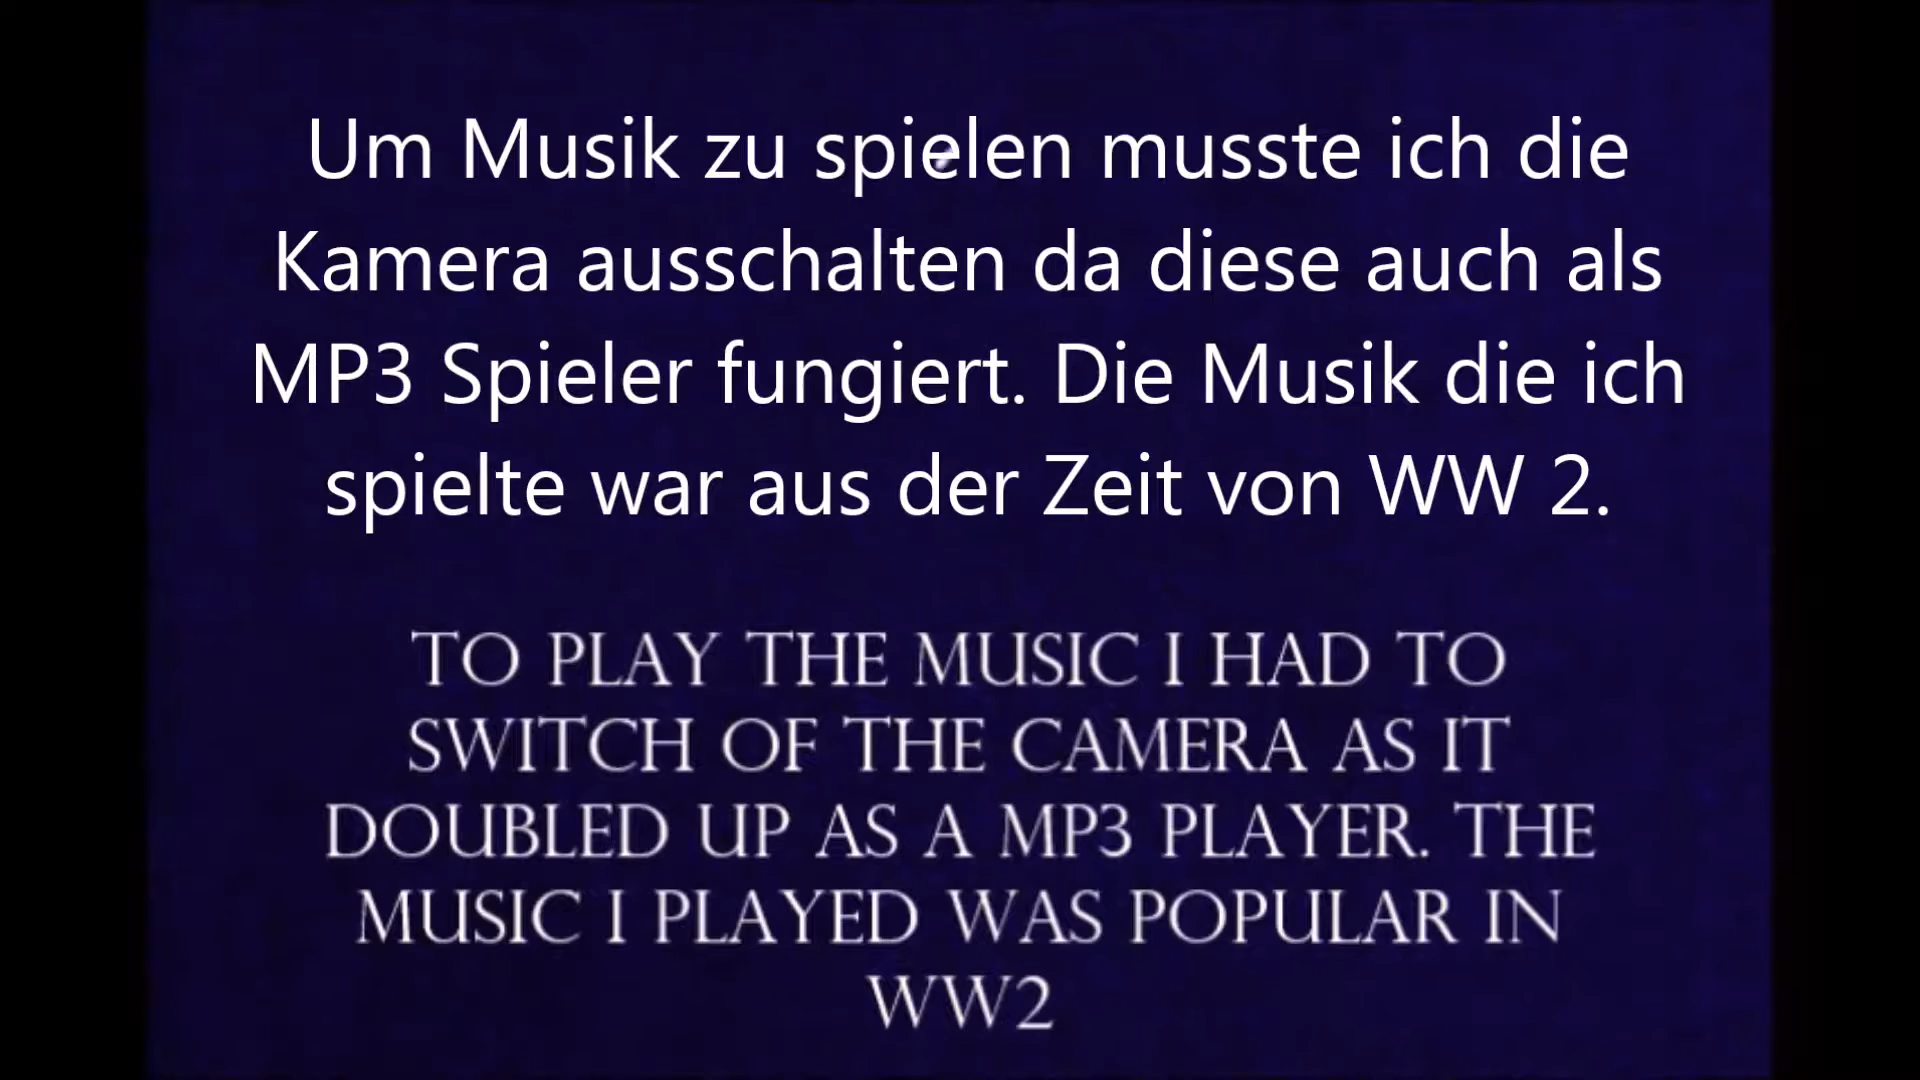 Um Musik zu spielen musste ich die
Kamera ausschalten da diese auch als
MP3 Spieler fungiert. Die Musik die ich
spielte war aus der Zeit von WW 2.
TO PLAY THE MUSIC I HAD TO
SWITCH OF THE CAMERA AS IT
DOUBLED UP AS A MP3 PLAYER. THE
MUSIC I PLAYED WAS POPULAR IN
WW2